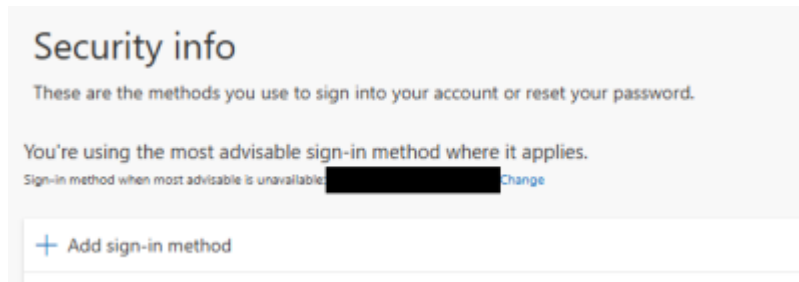 Security info
These are the methods you use to sign into your account or reset your password.
You're using the most advisable sign-in method where it applies.
Sign-in method when most advisable is unavailable: Change
+ Add sign-in method